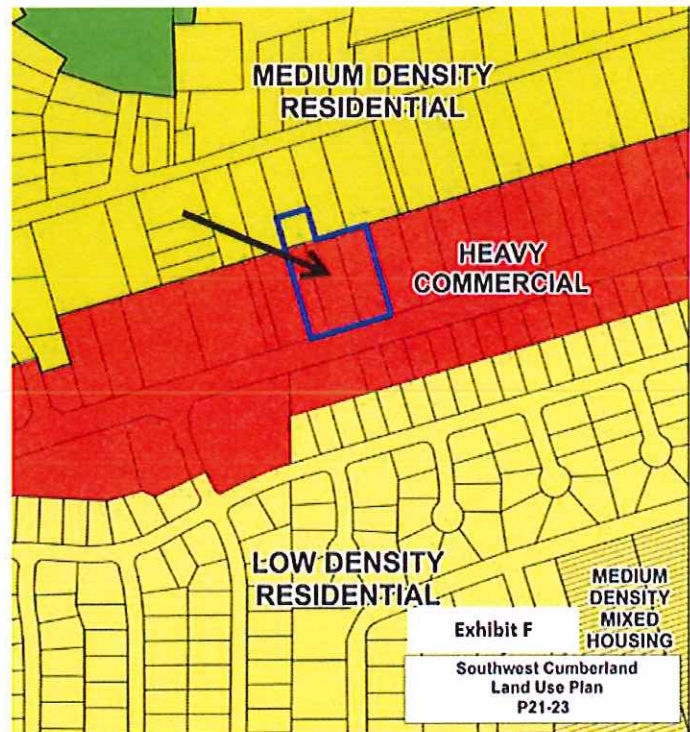 MEDIUM DENSITY
RESIDENTIAL
HEAVY
COMMERCIAL
LOW DENSITY
RESIDENTIAL
MEDIUM
DENSITY
MIXED
HOUSING
Exhibit F
Southwest Cumberland
Land Use Plan
P21-23